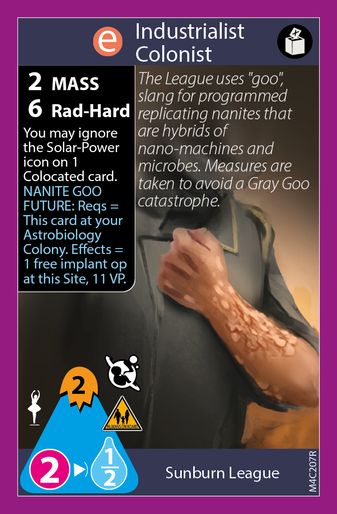 e
Industrialist
Colonist
2 MASS
6 Rad-Hard
You may ignore
the Solar-Power
icon on 1
Colocated card.
NANITE GOO
FUTURE: Reqs =
This card at your
Astrobiology
Colony. Effects =
1 free implant op
at this Site, 11 VP.
The League uses "goo"
slang for programmed
replicating nanites that
are hybrids of
nano-machines and
microbes. Measures are
taken to avoid a Gray Goo
catastrophe.
2
2
1
2
Sunburn League
M4C207R